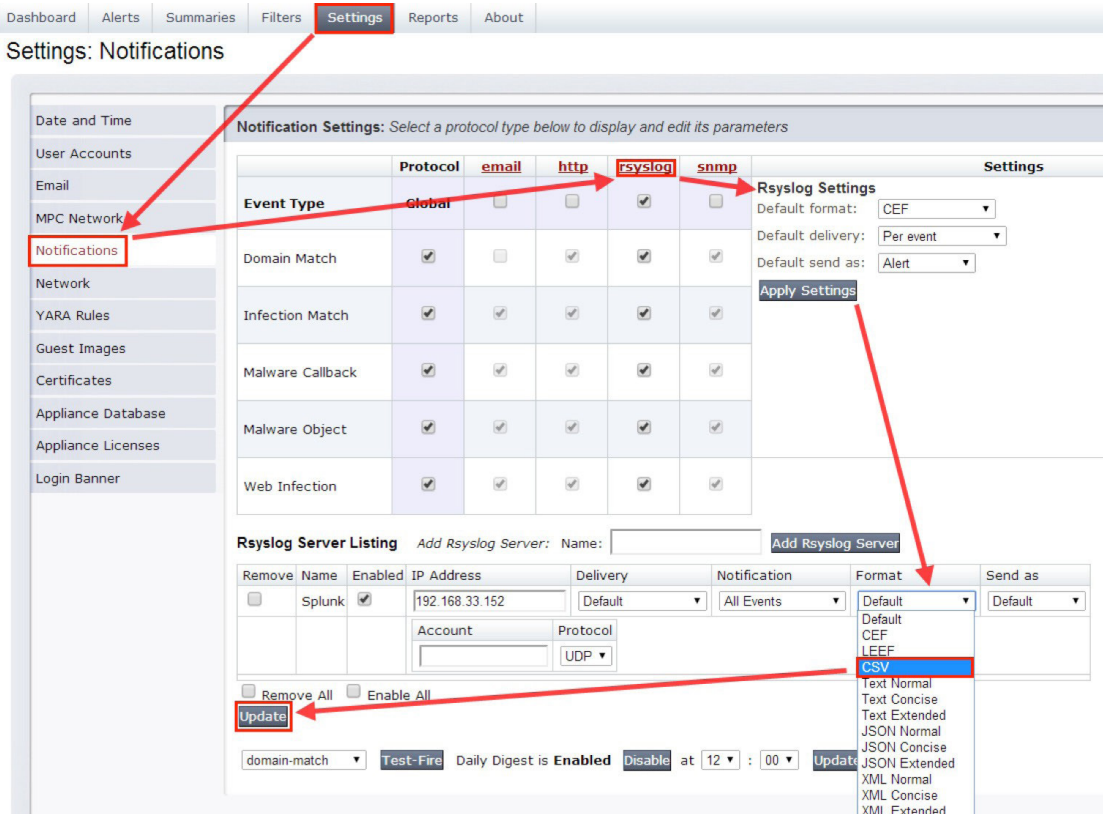 Dashboard Alerts Summaries Filters Settings Reports About
Settings: Notifications
Date and Time
User Accounts
Email
MPC Network
Notifications
Network
YARA Rules
Guest Images
Certificates
Appliance Database
Appliance Licenses
Login Banner
Notification Settings: Select a protocol type below to display and edit its parameters
Protocol email http rsyslog snmp Settings
Event Type Global
Domain Match
Infection Match
Malware Callback
Malware Object
Web Infection
Rsyslog Settings
Default format: CEF
Default delivery: Per event
Default send as: Alert
Apply Settings
Rsyslog Server Listing Add Rsyslog Server: Name: Add Rsyslog Server
Remove Name Enabled IP Address Delivery Notification Format Send as
Splunk 192.168.33.152 Default All Events Default Default
Account Protocol
UDP
Default
CEF
LEEF
CSV
Text Normal
Text Concise
Text Extended
JSON Normal
JSON Concise
JSON Extended
XML Normal
XML Concise
XML Extended
Remove All Enable All
Update
domain-match Test-Fire Daily Digest is Enabled Disable at 12 : 00 Update